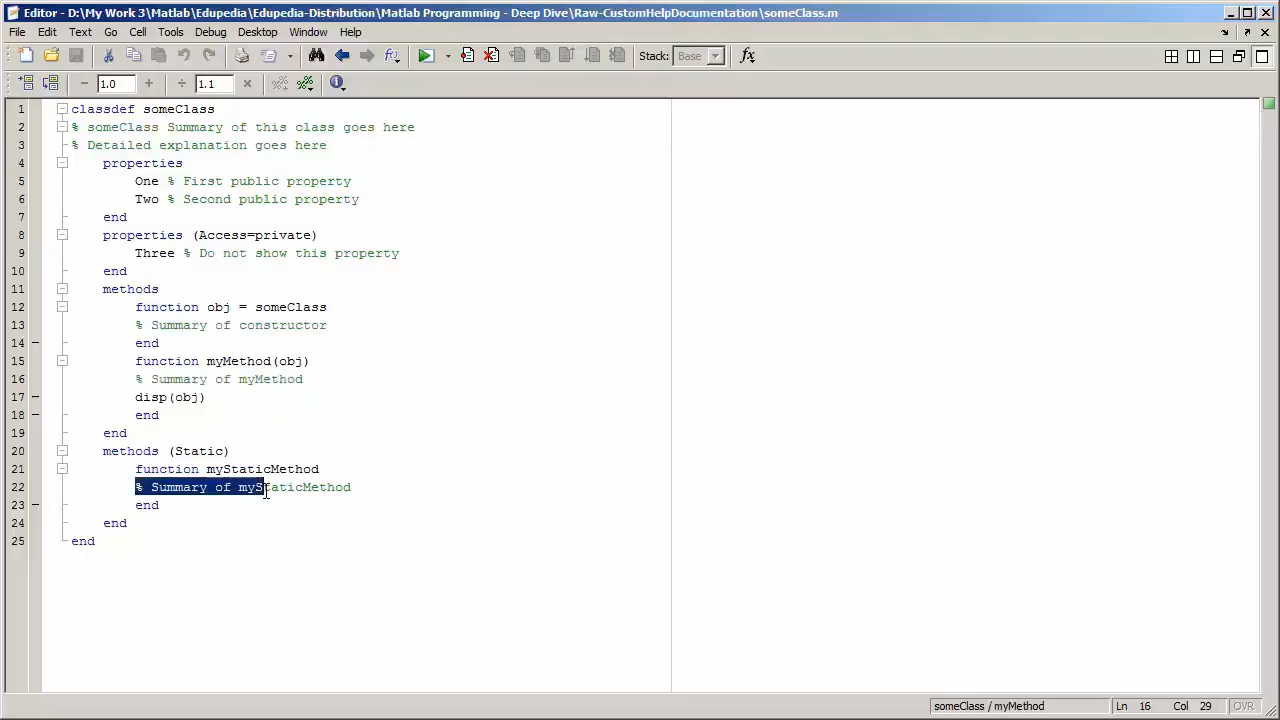 Editor - D:\My Work 3\Matlab\Edupedia\Edupedia-Distribution\Matlab Programming - Deep Dive\Raw-CustomHelpDocumentation\someClass.m
File Edit Text Go Cell Tools Debug Desktop Window Help
Stack: Base fx
1.0 1.1
1 classdef someClass
2 % someClass Summary of this class goes here
3 % Detailed explanation goes here
4 properties
5 One % First public property
6 Two % Second public property
7 end
8 properties (Access=private)
9 Three % Do not show this property
10 end
11 methods
12 function obj = someClass
13 % Summary of constructor
14 end
15 function myMethod(obj)
16 % Summary of myMethod
17 disp(obj)
18 end
19 end
20 methods (Static)
21 function myStaticMethod
22 % Summary of myStaticMethod
23 end
24 end
25 end
someClass / myMethod Ln 16 Col 29 OVR